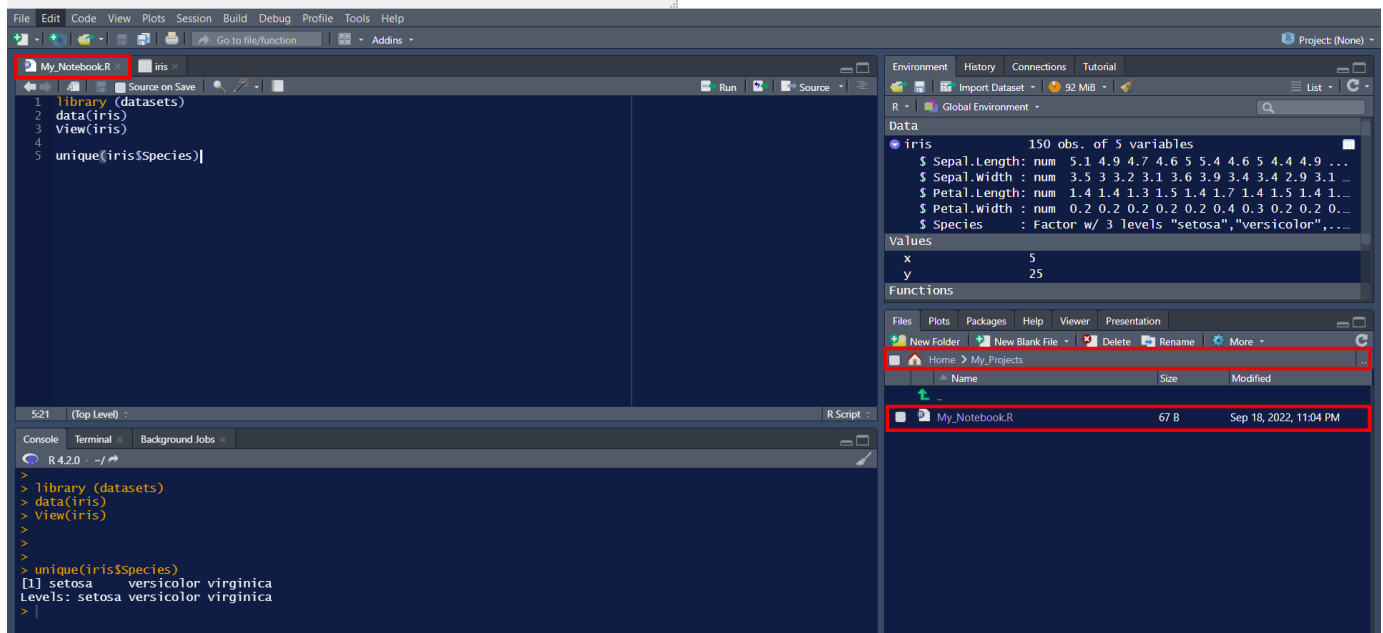 File Edit Code View Plots Session Build Debug Profile Tools Help
Go to file/function Addins Project: (None)
My_Notebook.R iris
Source on Save Run Source
1 library (datasets)
2 data(iris)
3 View(iris)
4
5 unique(iris$Species)
5:21 (Top Level) R Script
Console Terminal Background Jobs
R 4.2.0 · ~/
>
> library (datasets)
> data(iris)
> View(iris)
>
>
>
> unique(iris$Species)
[1] setosa     versicolor virginica
Levels: setosa versicolor virginica
>
Environment History Connections Tutorial
Import Dataset 92 MiB List
R Global Environment
Data
iris 150 obs. of 5 variables
$ Sepal.Length: num 5.1 4.9 4.7 4.6 5 5.4 4.6 5 4.4 4.9 ...
$ Sepal.Width : num 3.5 3 3.2 3.1 3.6 3.9 3.4 3.4 2.9 3.1 …
$ Petal.Length: num 1.4 1.4 1.3 1.5 1.4 1.7 1.4 1.5 1.4 1.…
$ Petal.Width : num 0.2 0.2 0.2 0.2 0.2 0.4 0.3 0.2 0.2 0.…
$ Species : Factor w/ 3 levels "setosa","versicolor",..…
Values
x 5
y 25
Functions
Files Plots Packages Help Viewer Presentation
New Folder New Blank File Delete Rename More
Home > My_Projects ...
Name Size Modified
..
My_Notebook.R 67 B Sep 18, 2022, 11:04 PM